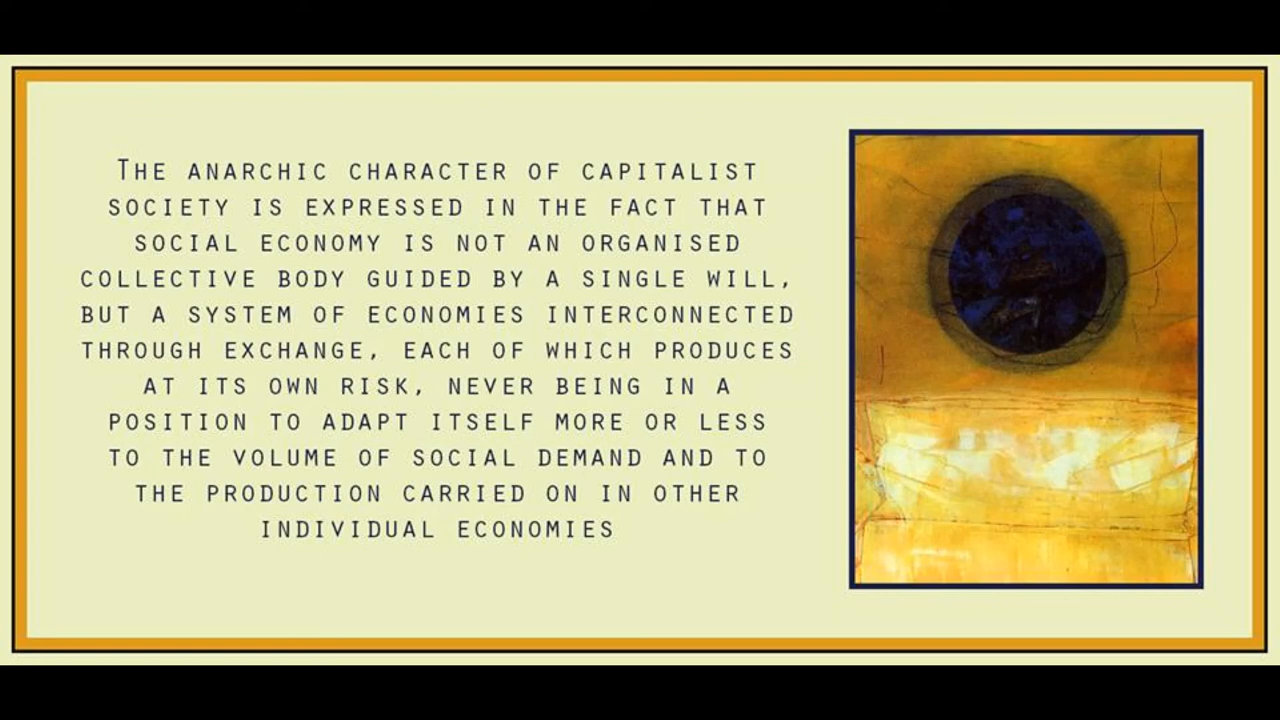 The anarchic character of capitalist
society is expressed in the fact that
social economy is not an organised
collective body guided by a single will,
but a system of economies interconnected
through exchange, each of which produces
at its own risk, never being in a
position to adapt itself more or less
to the volume of social demand and to
the production carried on in other
individual economies